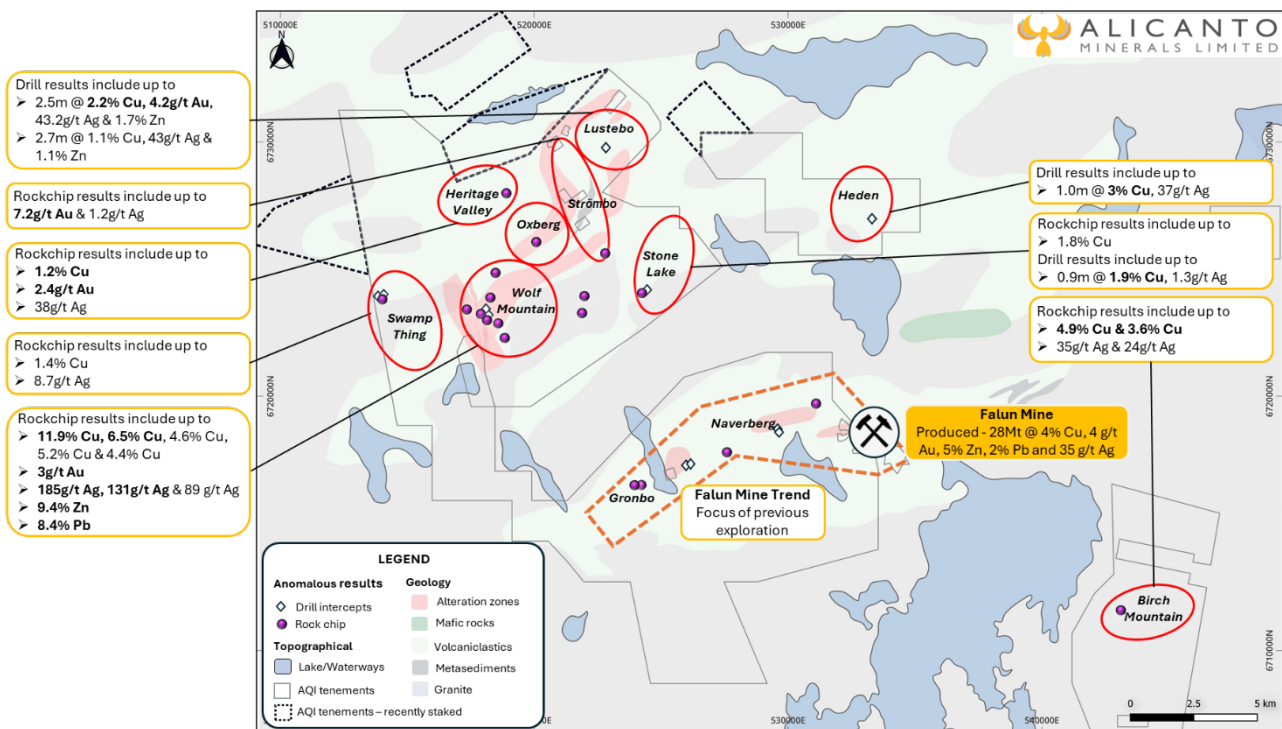 510000E
520000E
530000E
ALICANTO
MINERALS LIMITED
N
Drill results include up to
➢ 2.5m @ 2.2% Cu, 4.2g/t Au,
43.2g/t Ag & 1.7% Zn
➢ 2.7m @ 1.1% Cu, 43g/t Ag &
1.1% Zn
Rockchip results include up to
7.2g/t Au & 1.2g/t Ag
Rockchip results include up to
➢ 1.2% Cu
➢ 2.4g/t Au
➢ 38g/t Ag
Rockchip results include up to
➢ 1.4% Cu
➢ 8.7g/t Ag
Rockchip results include up to
➢ 11.9% Cu, 6.5% Cu, 4.6% Cu,
5.2% Cu & 4.4% Cu
➢ 3g/t Au
➢ 185g/t Ag, 131g/t Ag & 89 g/t Ag
➢ 9.4% Zn
➢ 8.4% Pb
6730000N
6720000N
Lustebo
Heritage
Valley
Strömbo
Oxberg
Stone
Lake
Wolf
Mountain
Swamp
Thing
Heden
6730000N
6720000N
6710000N
Drill results include up to
➢ 1.0m @ 3% Cu, 37g/t Ag
Rockchip results include up to
➢ 1.8% Cu
Drill results include up to
➢ 0.9m @ 1.9% Cu, 1.3g/t Ag
Rockchip results include up to
➢ 4.9% Cu & 3.6% Cu
➢ 35g/t Ag & 24g/t Ag
Naverberg
Gronbo
Falun Mine
Produced - 28Mt @ 4% Cu, 4 g/t
Au, 5% Zn, 2% Pb and 35 g/t Ag
Falun Mine Trend
Focus of previous
exploration
Birch
Mountain
LEGEND
Anomalous results
Drill intercepts
Rock chip
Topographical
Lake/Waterways
AQI tenements
AQI tenements – recently staked
Geology
Alteration zones
Mafic rocks
Volcaniclastics
Metasediments
Granite
530000E
540000E
0 2.5 5 km